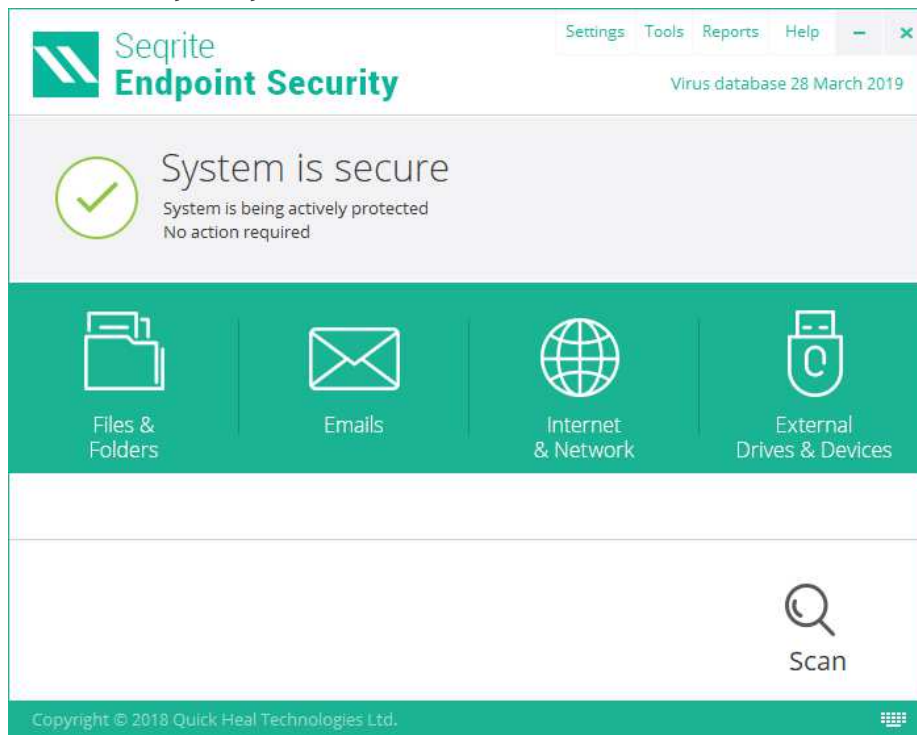 Seqrite
Endpoint Security
Settings Tools Reports Help
Virus database 28 March 2019
System is secure
System is being actively protected
No action required
Files &
Folders
Emails
Internet
& Network
External
Drives & Devices
Scan
Copyright © 2018 Quick Heal Technologies Ltd.